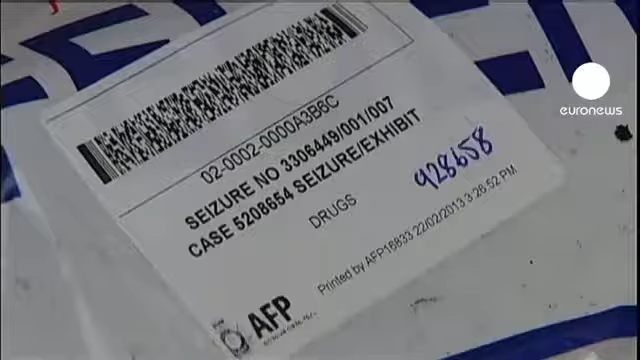 euronews
02-0002-0000A3B6C
SEIZURE NO 3306449/001/007
CASE 5208654 SEIZURE/EXHIBIT
DRUGS
928658
Printed by AFP16833 22/02/2013 3:26:52 PM
AFP